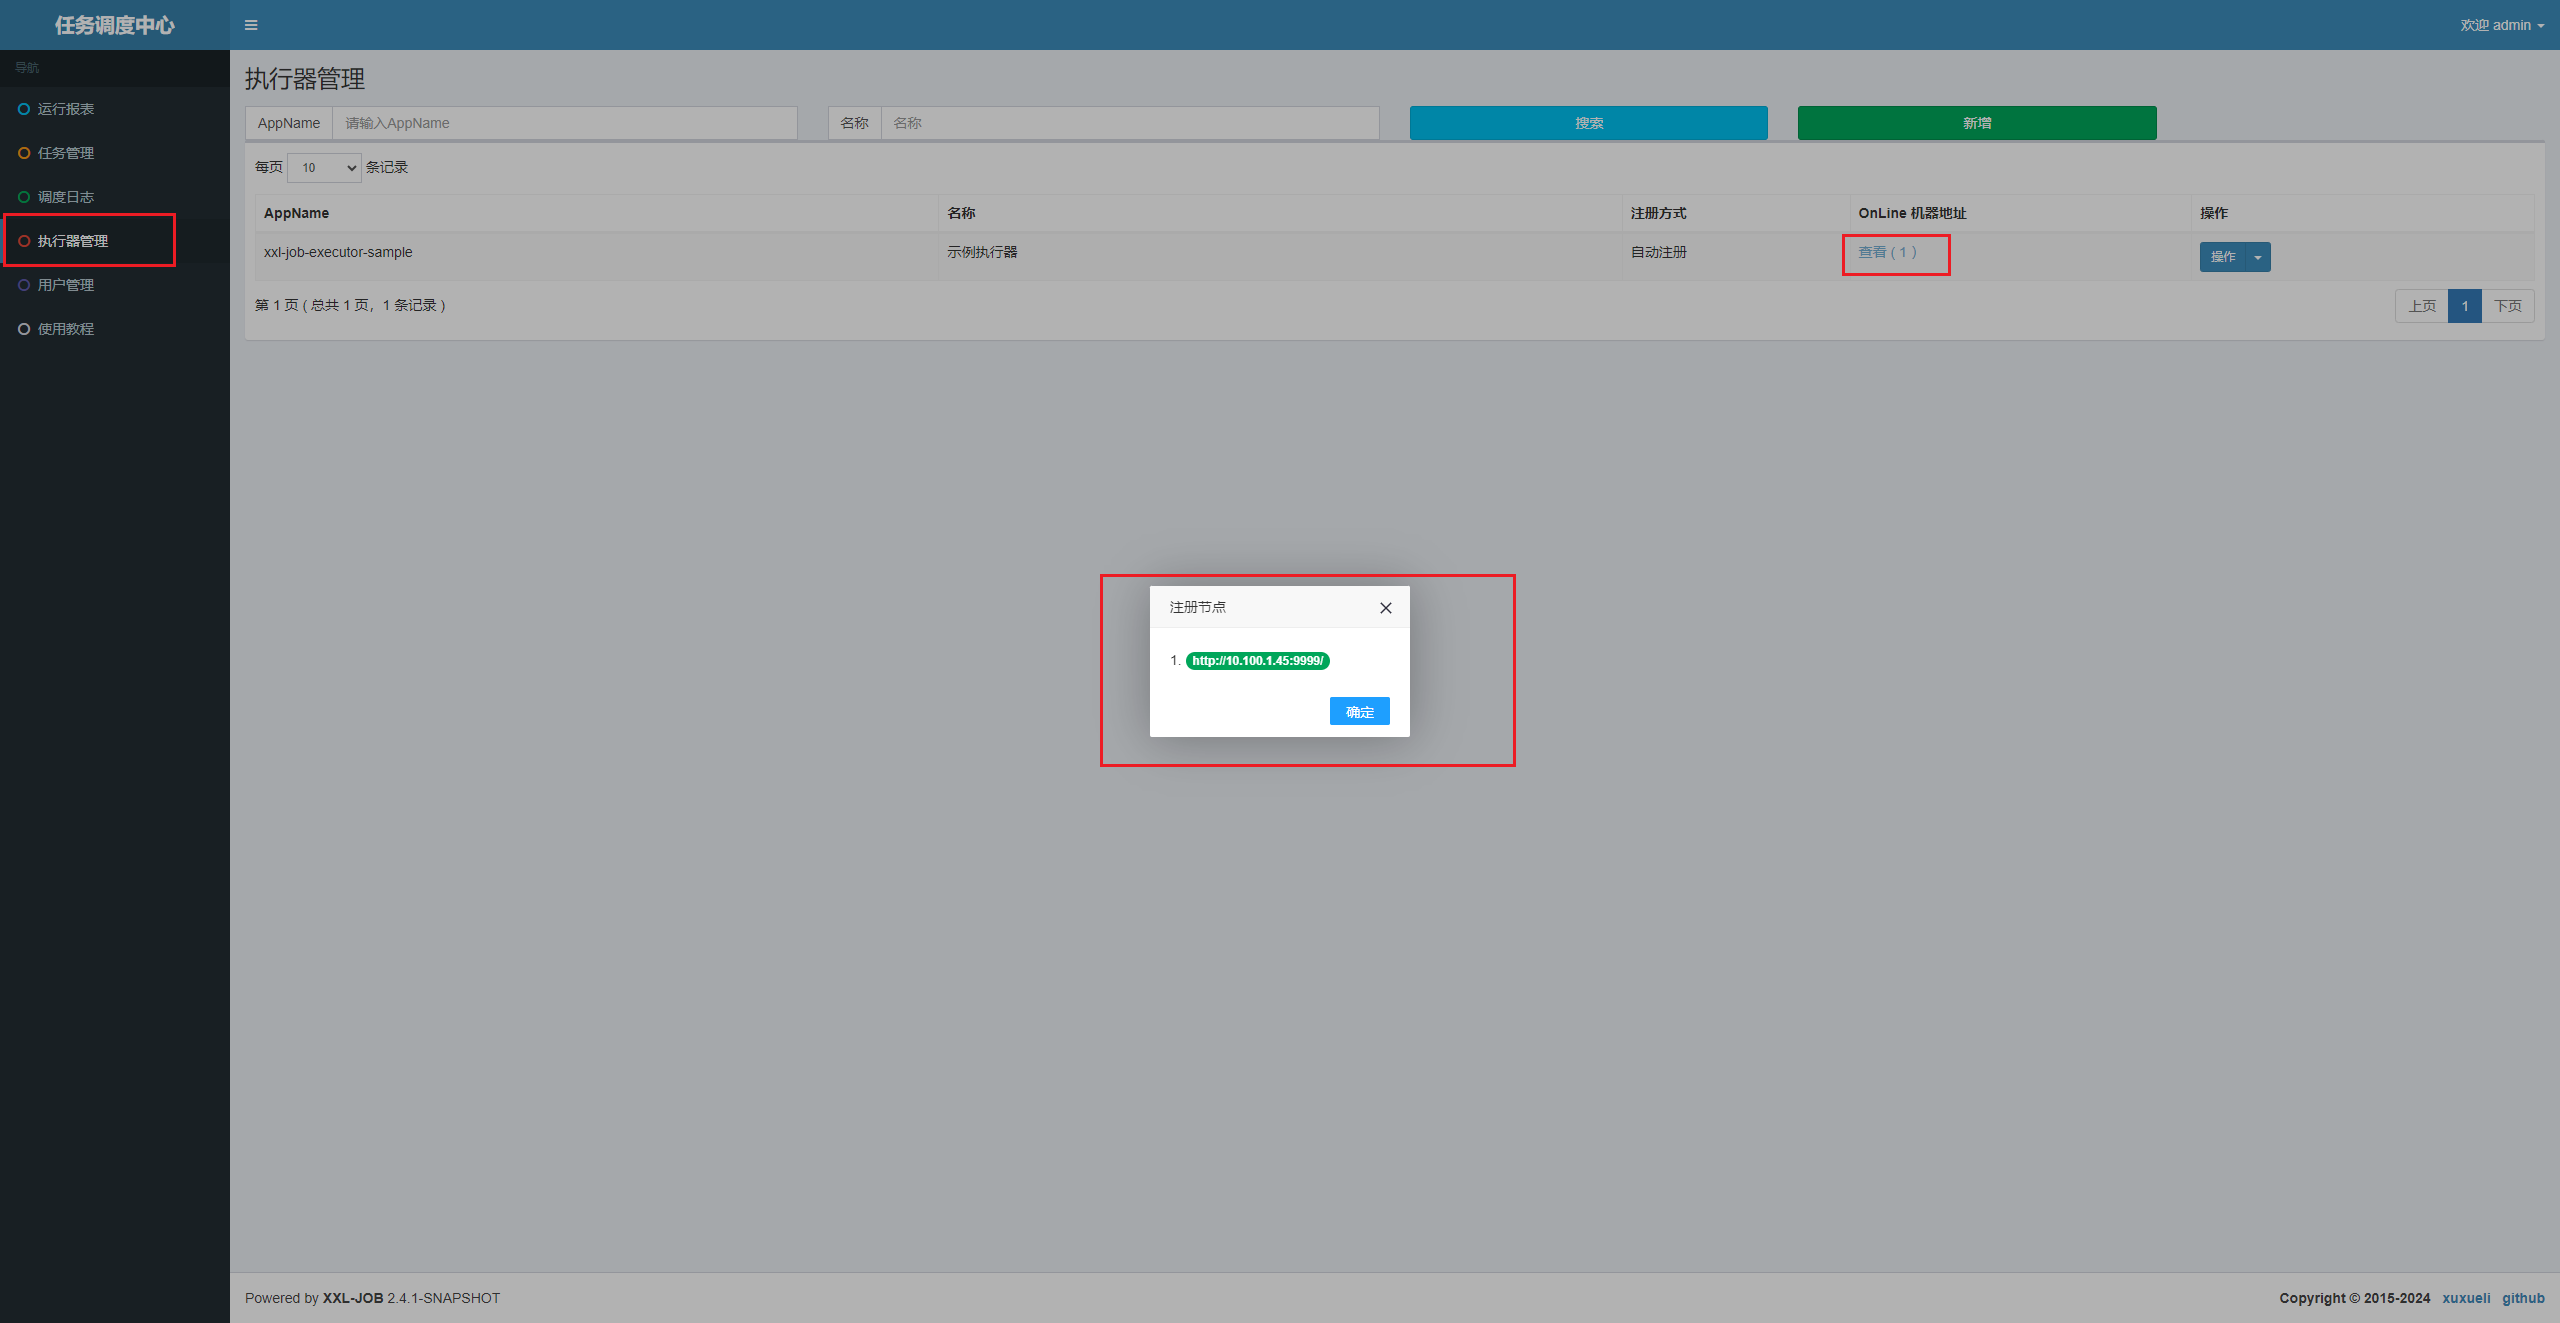 任务调度中心
欢迎 admin
导航
运行报表
任务管理
调度日志
执行器管理
用户管理
使用教程
执行器管理
AppName 请输入AppName 名称 名称 搜索 新增
每页 10 条记录
AppName 名称 注册方式 OnLine 机器地址 操作
xxl-job-executor-sample 示例执行器 自动注册 查看 ( 1 ) 操作
第 1 页 ( 总共 1 页，1 条记录 ) 上页 1 下页
注册节点
1. http://10.100.1.45:9999/
确定
Powered by XXL-JOB 2.4.1-SNAPSHOT
Copyright © 2015-2024 xuxueli github